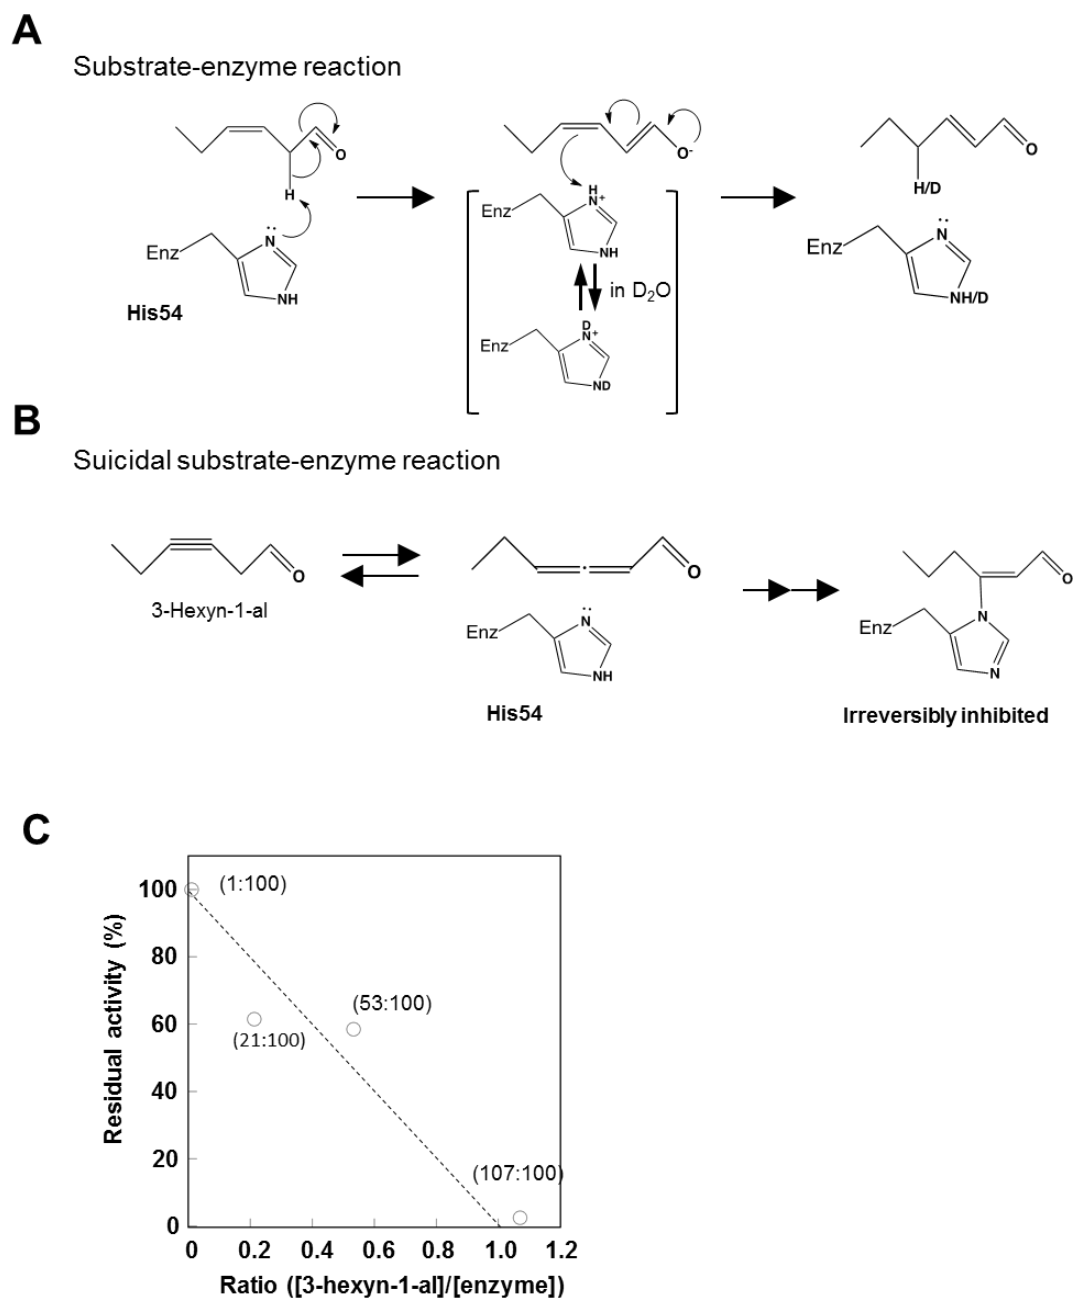 A
Substrate-enzyme reaction
O
H
N
Enz
NH
His54
O-
H
N+
Enz
NH
in D2O
D
N+
Enz
ND
O
H/D
N
Enz
NH/D
B
Suicidal substrate-enzyme reaction
O
3-Hexyn-1-al
O
N
Enz
NH
His54
O
N
Enz
N
Irreversibly inhibited
C
Residual activity (%)
100
80
60
40
20
0
(1:100)
(53:100)
(21:100)
(107:100)
0 0.2 0.4 0.6 0.8 1.0 1.2
Ratio ([3-hexyn-1-al]/[enzyme])